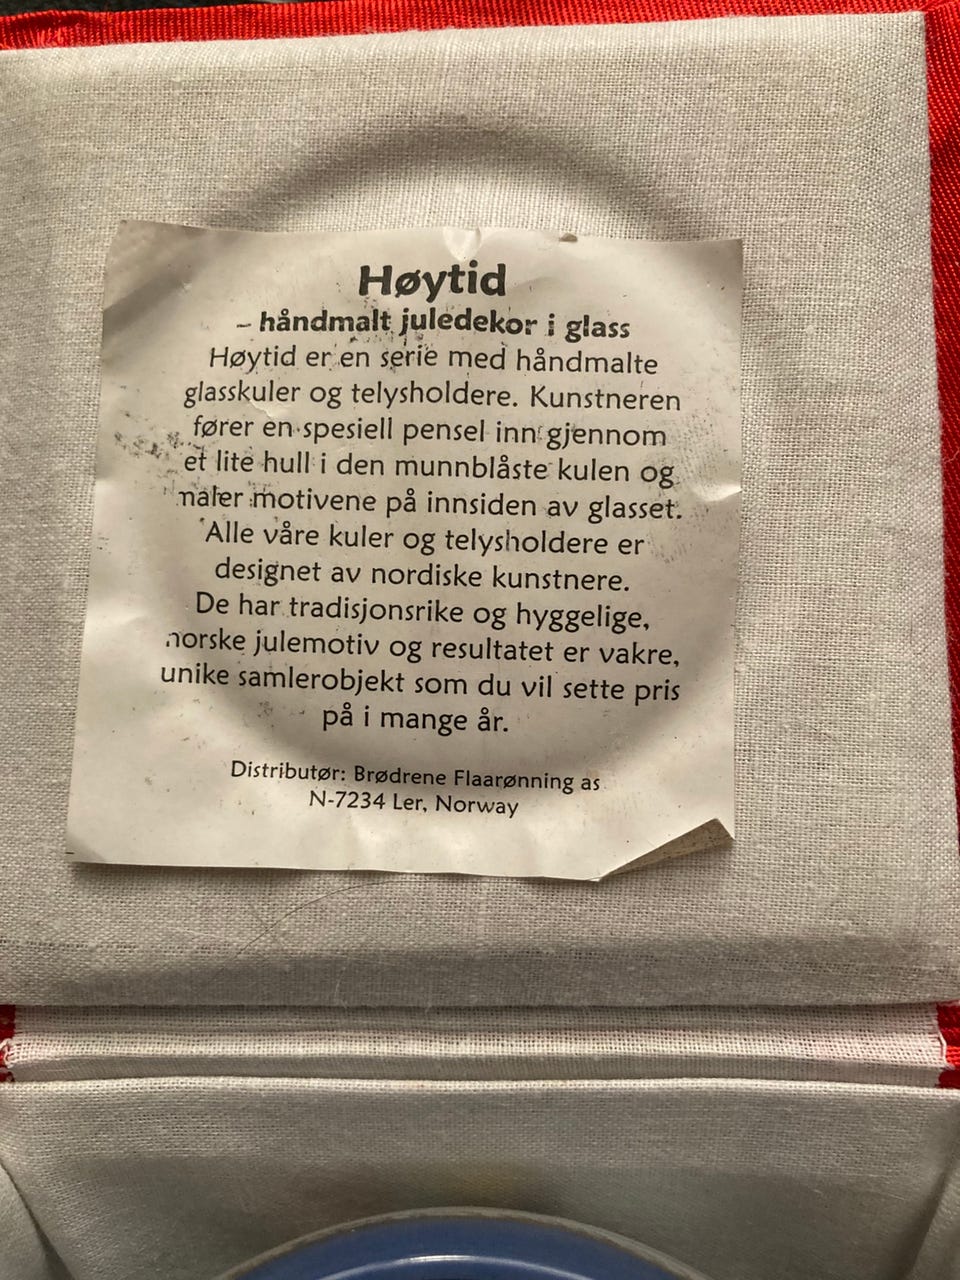 Høytid
– håndmalt juledekor i glass
Høytid er en serie med håndmalte
glasskuler og telysholdere. Kunstneren
fører en spesiell pensel inn gjennom
et lite hull i den munnblåste kulen og
maler motivene på innsiden av glasset.
Alle våre kuler og telysholdere er
designet av nordiske kunstnere.
De har tradisjonsrike og hyggelige,
norske julemotiv og resultatet er vakre,
unike samlerobjekt som du vil sette pris
på i mange år.
Distributør: Brødrene Flaarønning as
N-7234 Ler, Norway